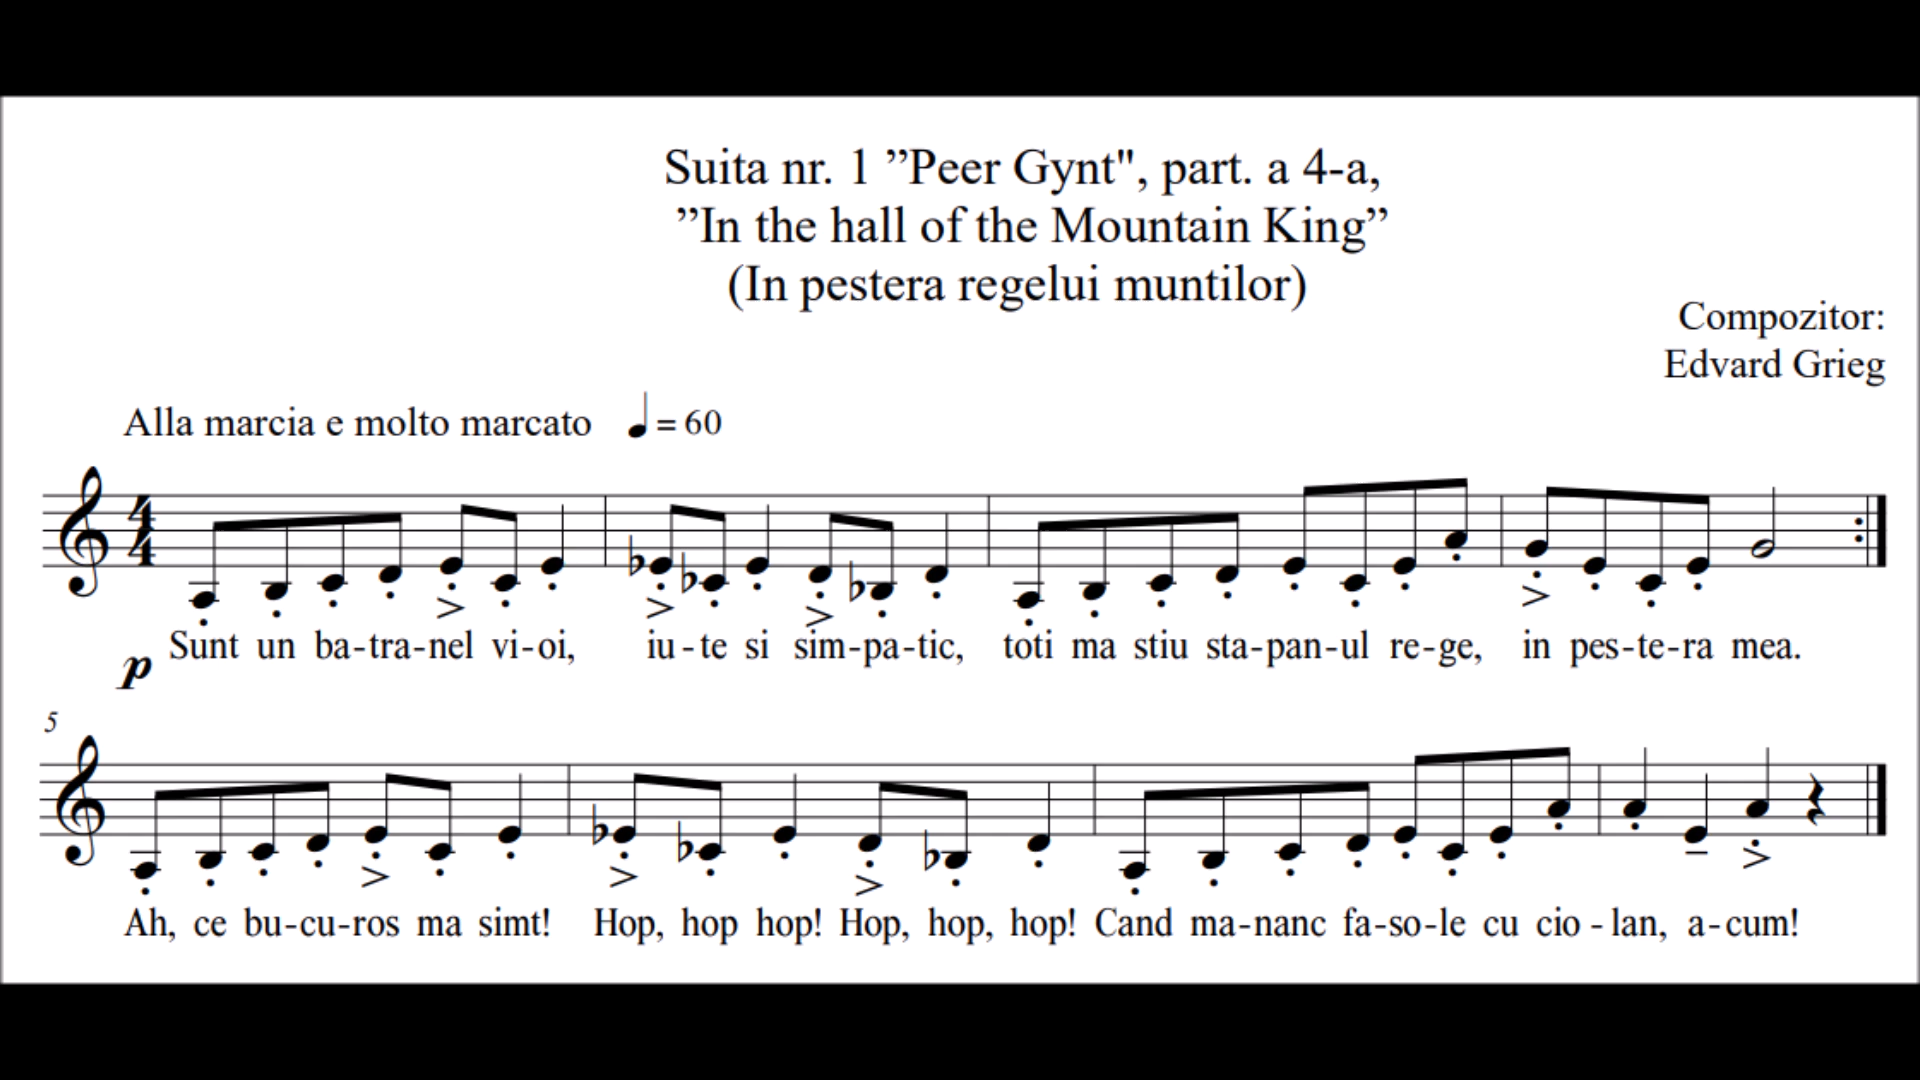 Suita nr. 1 ”Peer Gynt", part. a 4-a,
”In the hall of the Mountain King”
(In pestera regelui muntilor)
Compozitor:
Edvard Grieg
Alla marcia e molto marcato ♩ = 60
4
4
Sunt un ba-tra-nel vi-oi, iu-te si sim-pa-tic, toti ma stiu sta-pan-ul re-ge, in pes-te-ra mea.
p
5
Ah, ce bu-cu-ros ma simt! Hop, hop hop! Hop, hop, hop! Cand ma-nanc fa-so-le cu cio-lan, a-cum!